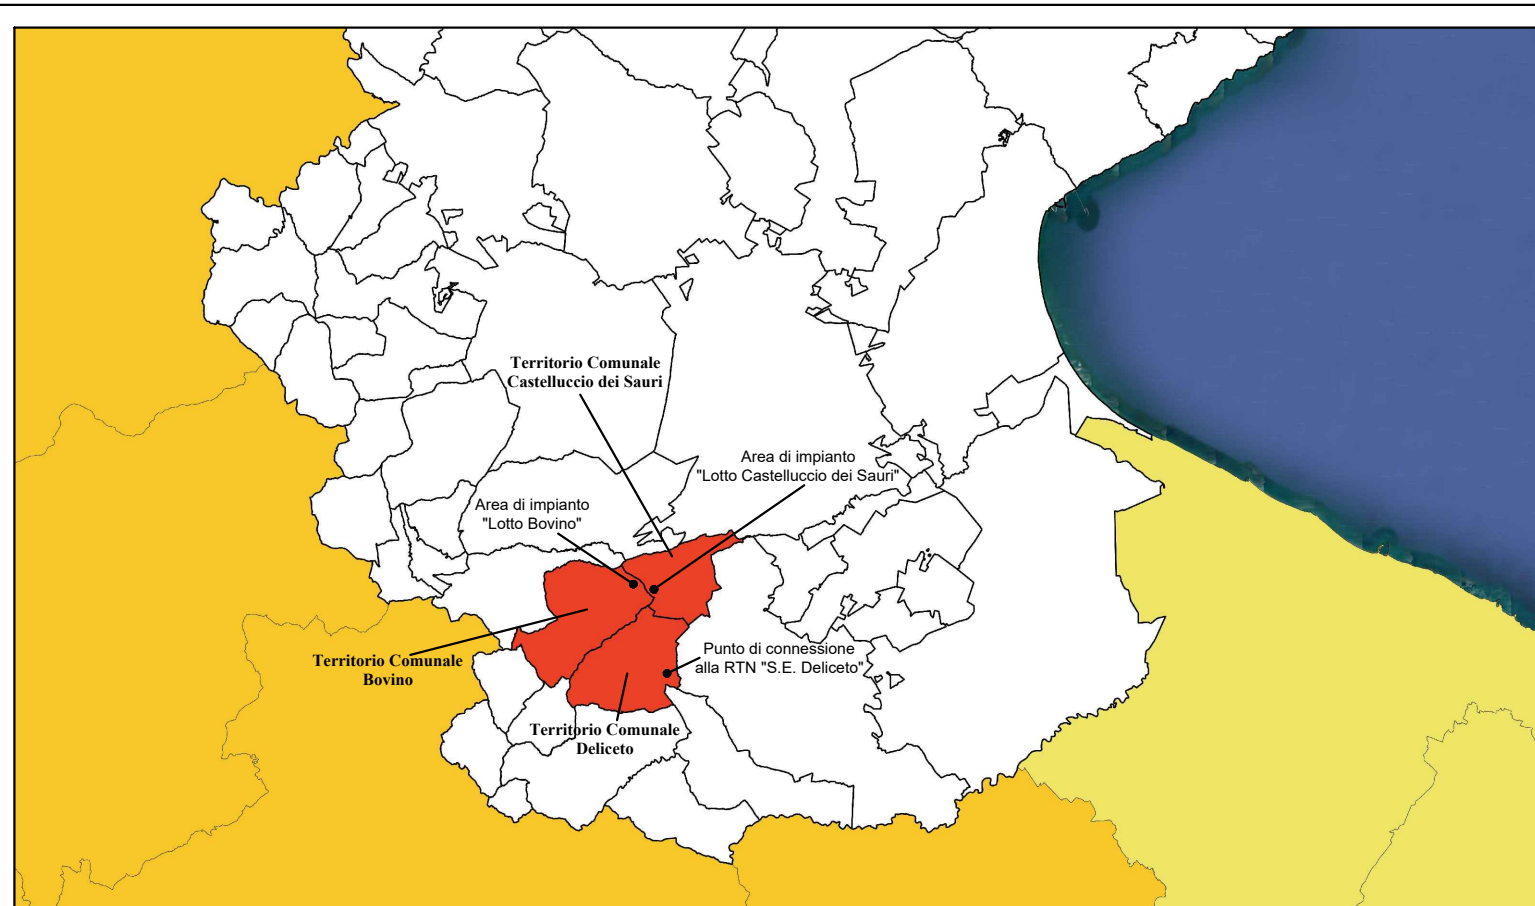 Territorio Comunale
Castelluccio dei Sauri
Area di impianto
"Lotto Castelluccio dei Sauri"
Area di impianto
"Lotto Bovino"
Territorio Comunale
Bovino
Punto di connessione
alla RTN "S.E. Deliceto"
Territorio Comunale
Deliceto